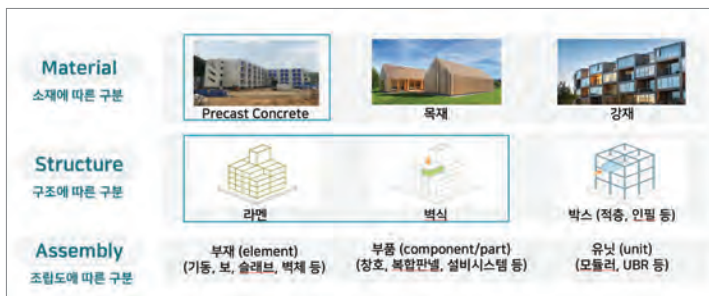 Material
소재에 따른 구분
Precast Concrete
목재
강재
Structure
구조에 따른 구분
라멘
벽식
박스 (적층, 인필 등)
Assembly
조립도에 따른 구분
부재 (element)
(기둥, 보, 슬래브, 벽체 등)
부품 (component/part)
(창호, 복합판넬, 설비시스템 등)
유닛 (unit)
(모듈러, UBR 등)